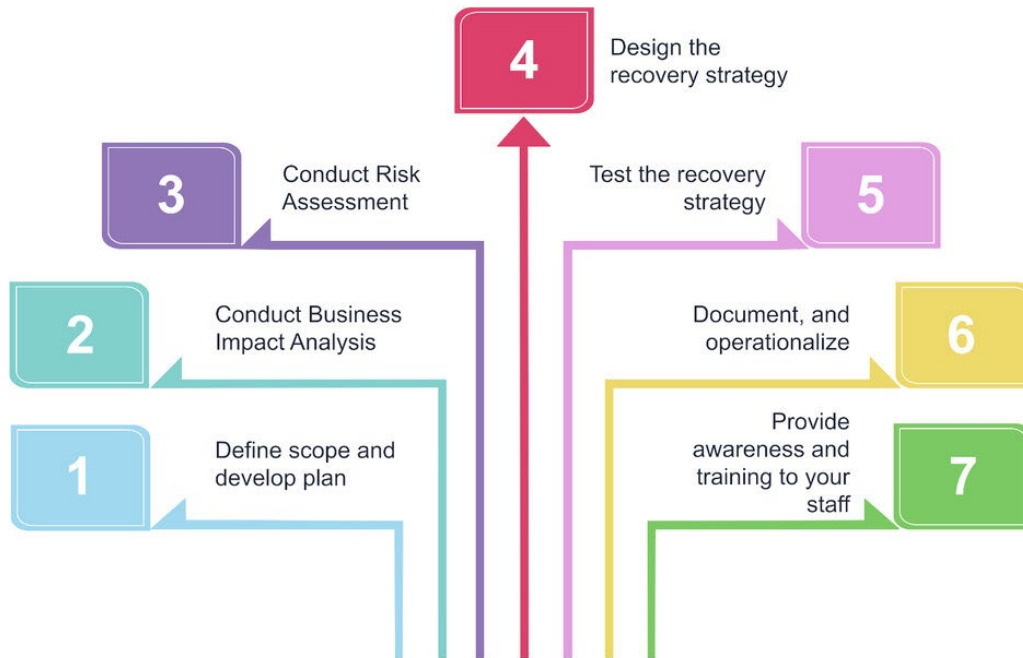 1
Define scope and
develop plan
2
Conduct Business
Impact Analysis
3
Conduct Risk
Assessment
4
Design the
recovery strategy
5
Test the recovery
strategy
6
Document, and
operationalize
7
Provide
awareness and
training to your
staff